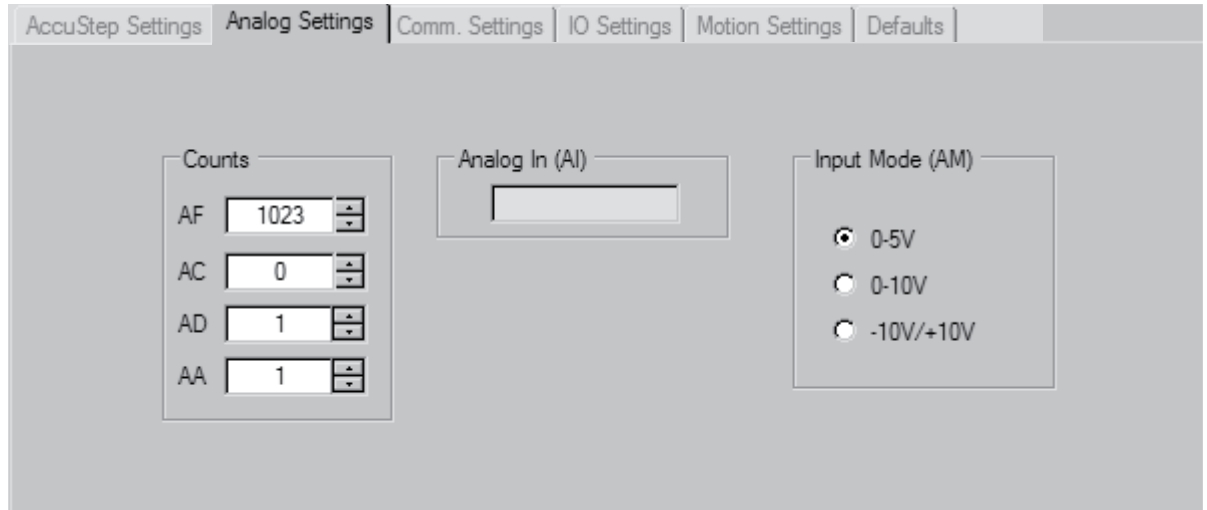 AccuStep Settings Analog Settings Comm. Settings IO Settings Motion Settings Defaults
Counts
AF 1023
AC 0
AD 1
AA 1
Analog In (AI)
Input Mode (AM)
0-5V
0-10V
-10V/+10V